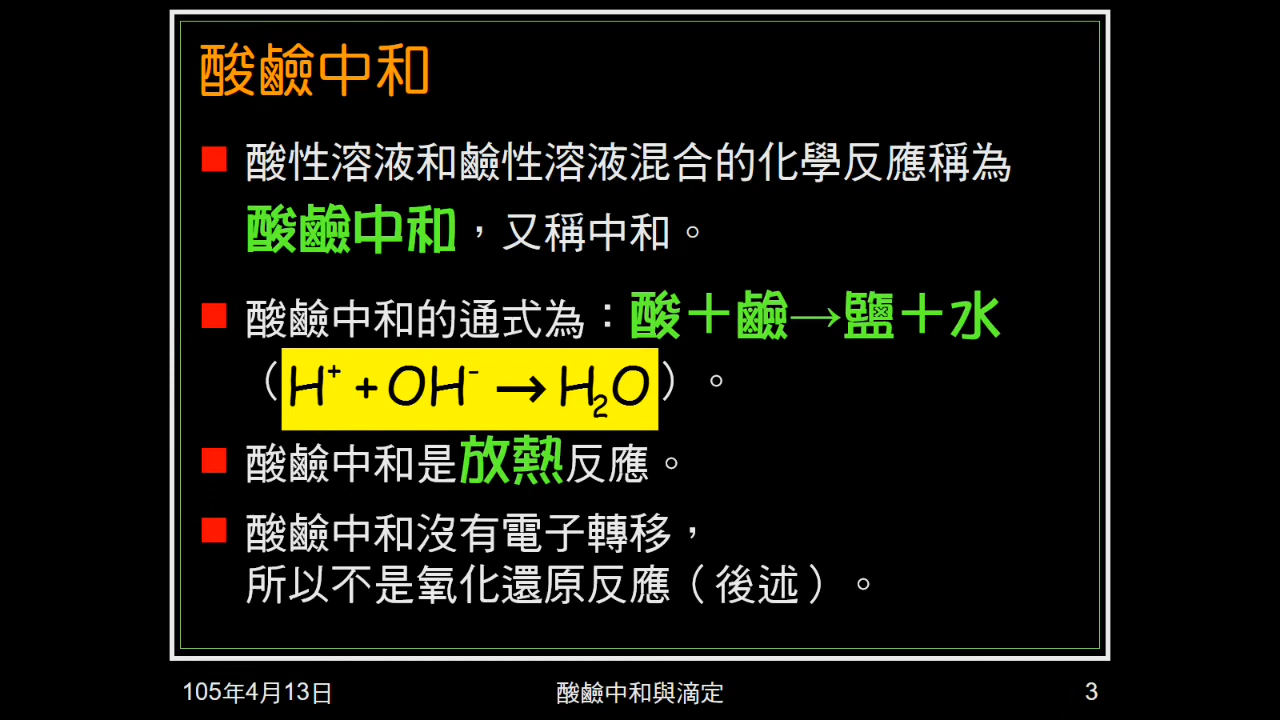 酸鹼中和
酸性溶液和鹼性溶液混合的化學反應稱為
酸鹼中和，又稱中和。
酸鹼中和的通式為：酸＋鹼→鹽＋水
（H⁺+OH⁻→H₂O）。
酸鹼中和是放熱反應。
酸鹼中和沒有電子轉移，
所以不是氧化還原反應（後述）。
105年4月13日 酸鹼中和與滴定 3